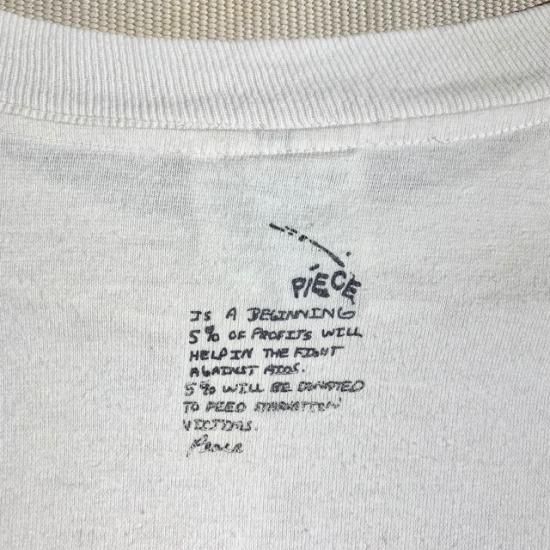 PIECE
IS A BEGINNING
5% OF PROFITS WILL
HELP IN THE FIGHT
AGAINST AIDS.
5% WILL BE DONATED
TO FEED STARVATION
VICTIMS.
Peace